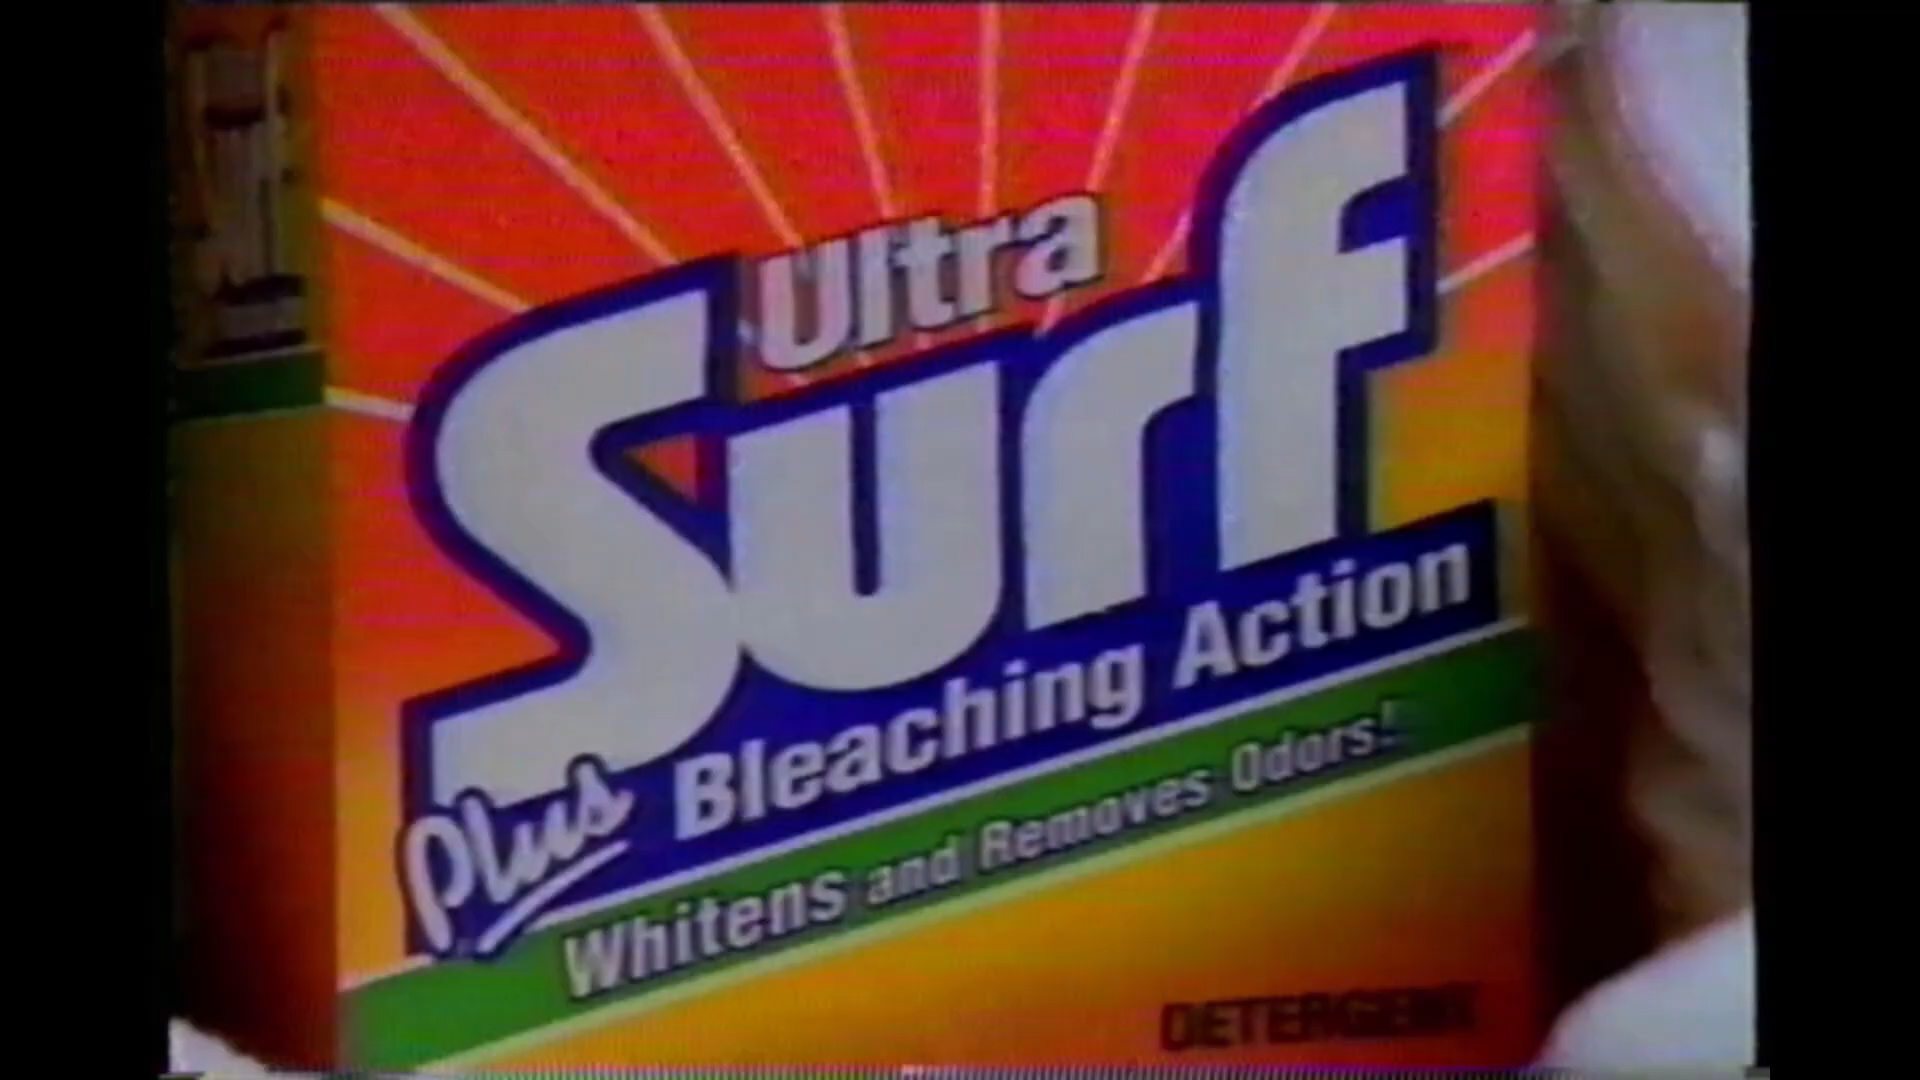 Ultra
Surf
Plus Bleaching Action
Whitens and Removes Odors!
DETERGENT